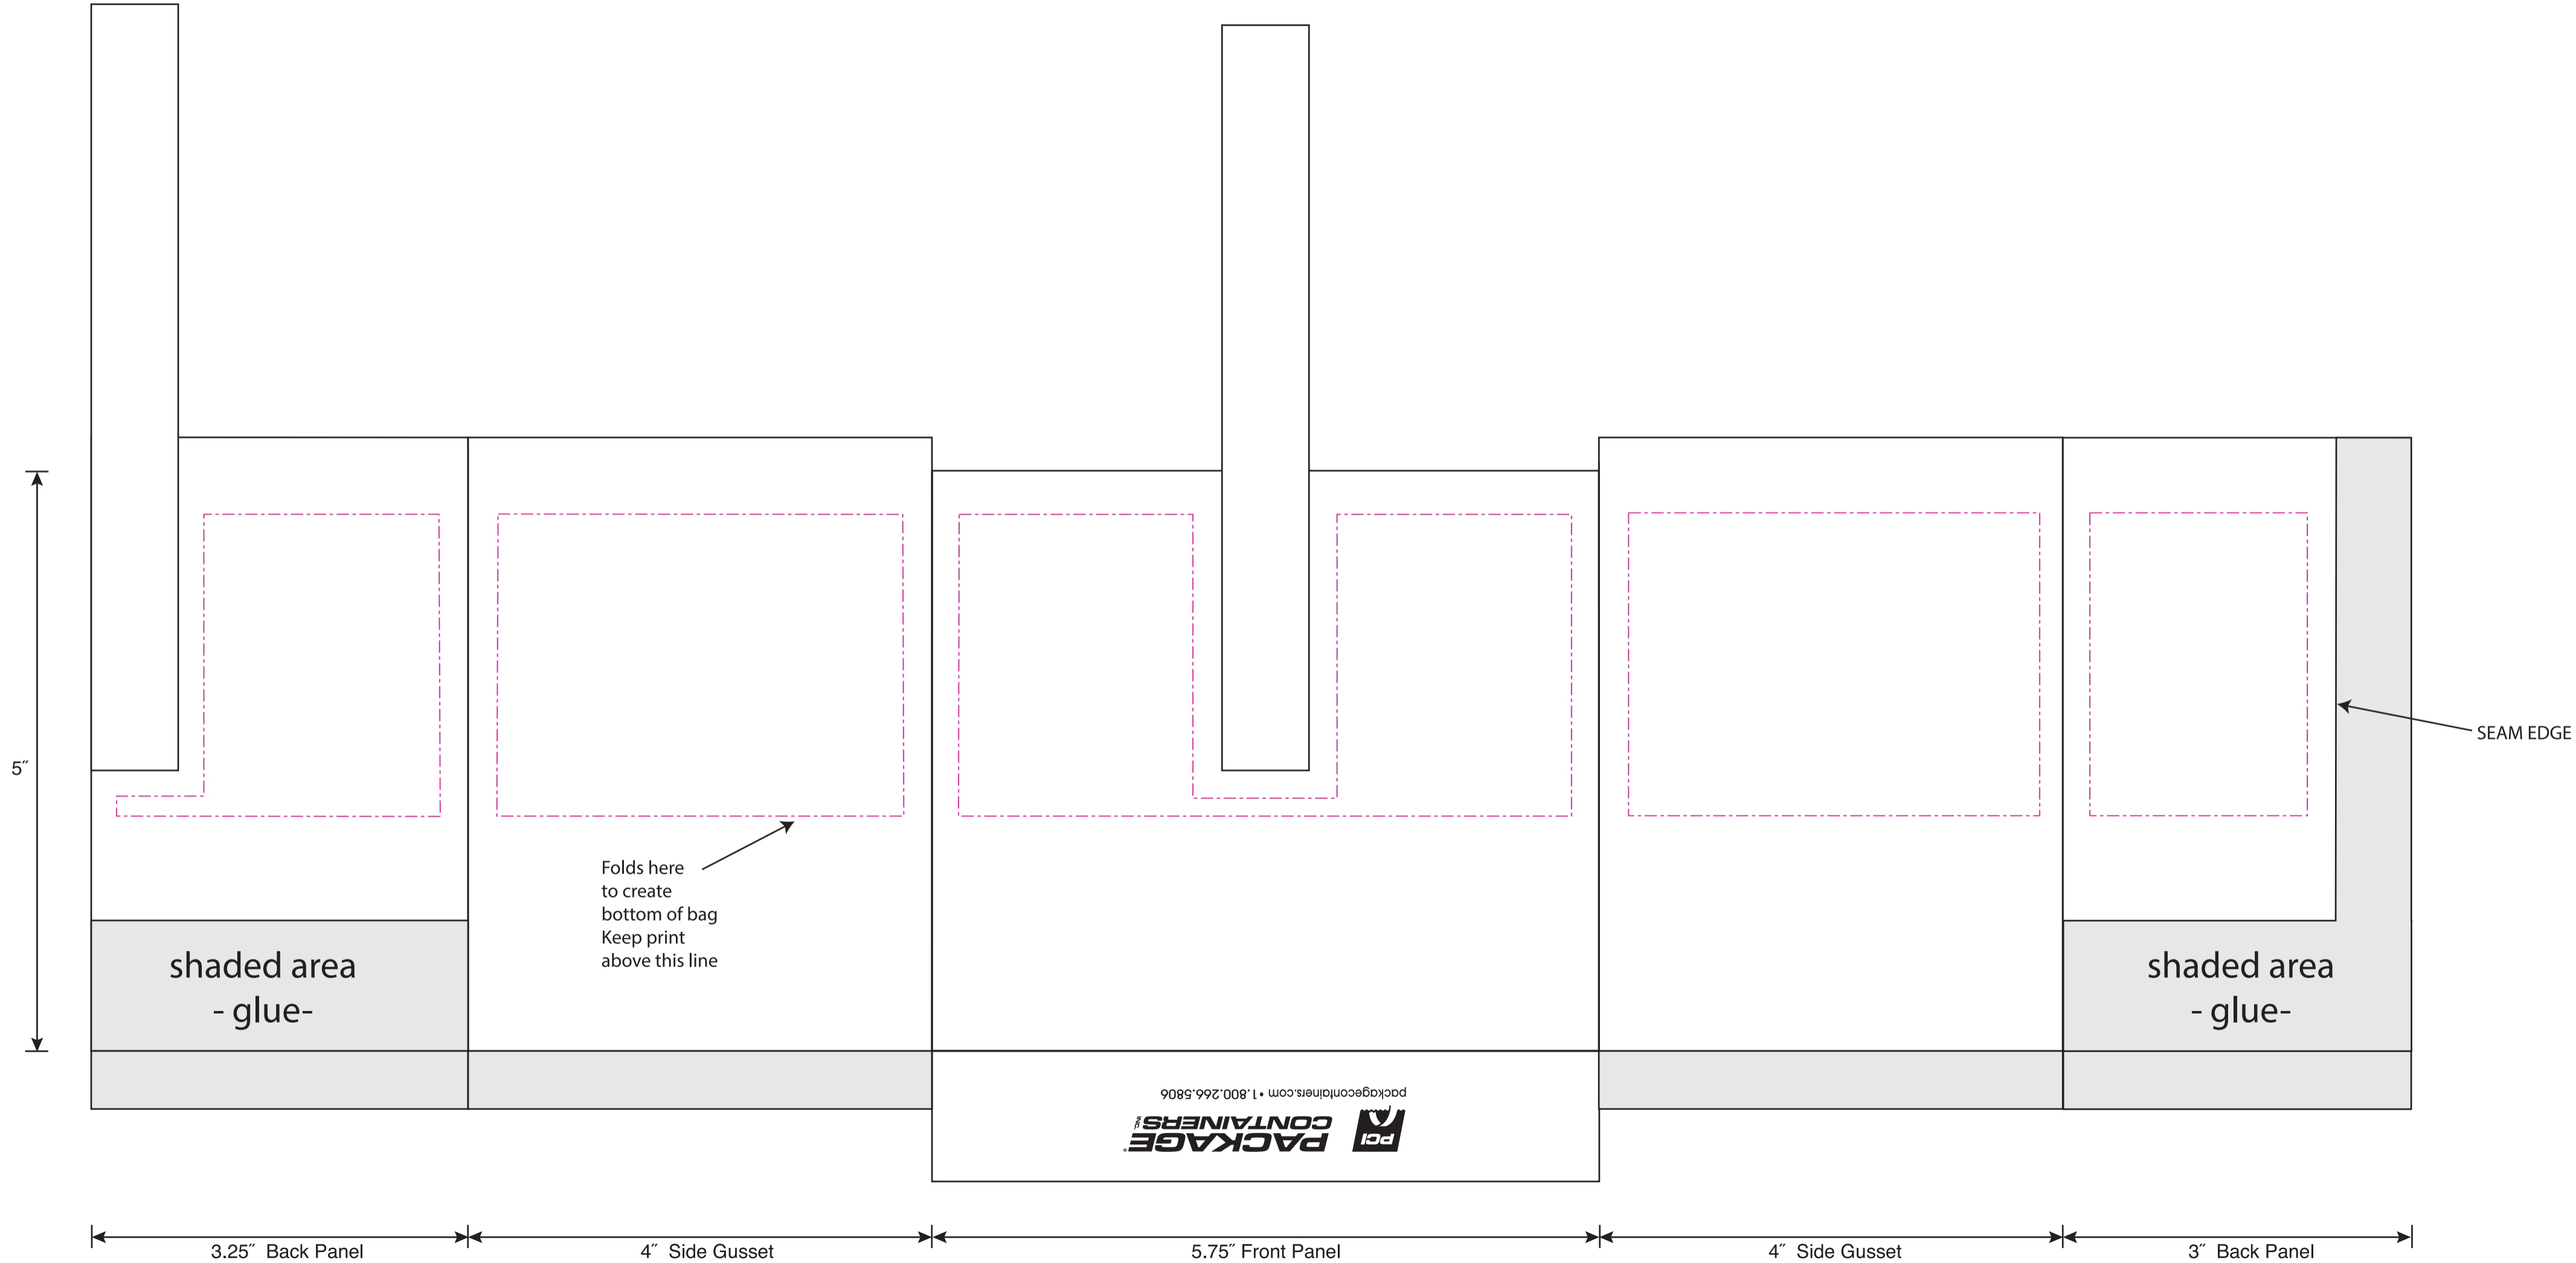 5″
Folds here
to create
bottom of bag
Keep print
above this line
SEAM EDGE
shaded area
- glue-
shaded area
- glue-
PCI
PACKAGE®
CONTAINERS INC.
packagecontainers.com • 1.800.266.5806
3.25″ Back Panel
4″ Side Gusset
5.75″ Front Panel
4″ Side Gusset
3″ Back Panel